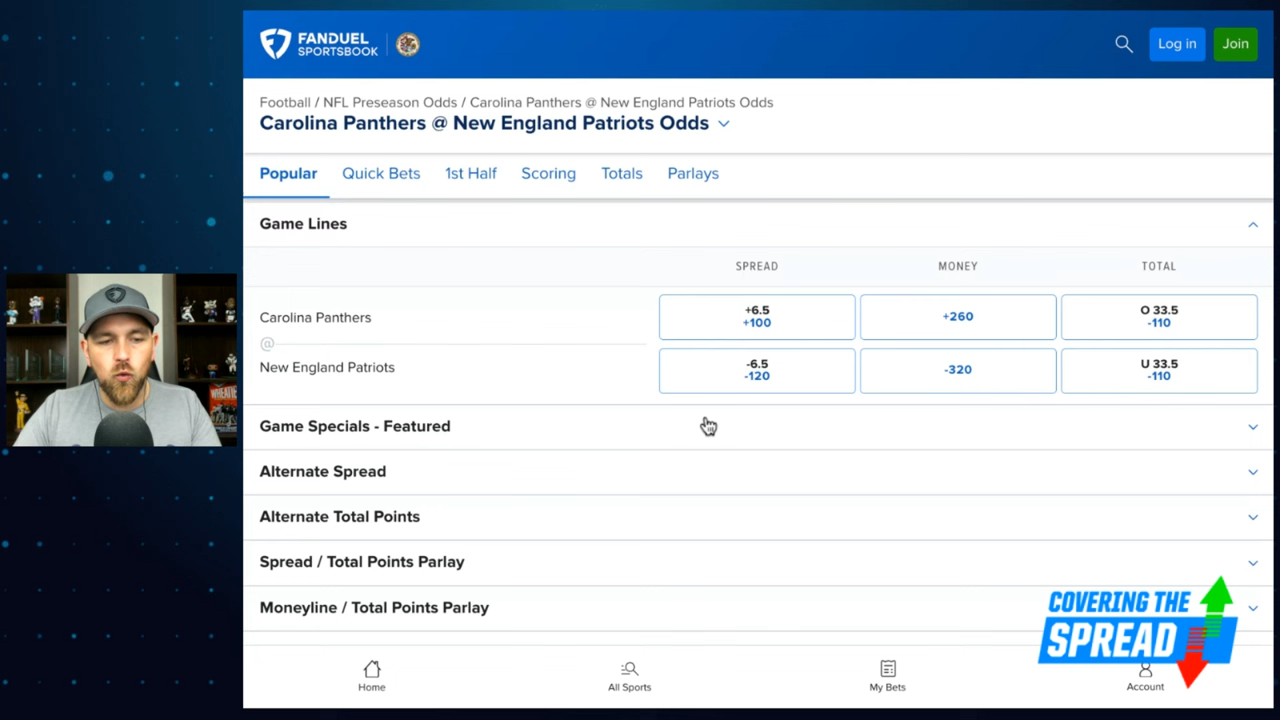 FANDUEL
SPORTSBOOK
Log in
Join
Football / NFL Preseason Odds / Carolina Panthers @ New England Patriots Odds
Carolina Panthers @ New England Patriots Odds
Popular
Quick Bets
1st Half
Scoring
Totals
Parlays
Game Lines
SPREAD
MONEY
TOTAL
Carolina Panthers
+6.5
+100
+260
O 33.5
-110
@
New England Patriots
-6.5
-120
-320
U 33.5
-110
Game Specials - Featured
Alternate Spread
Alternate Total Points
Spread / Total Points Parlay
Moneyline / Total Points Parlay
COVERING THE
SPREAD
Home
All Sports
My Bets
Account
WHEATIES